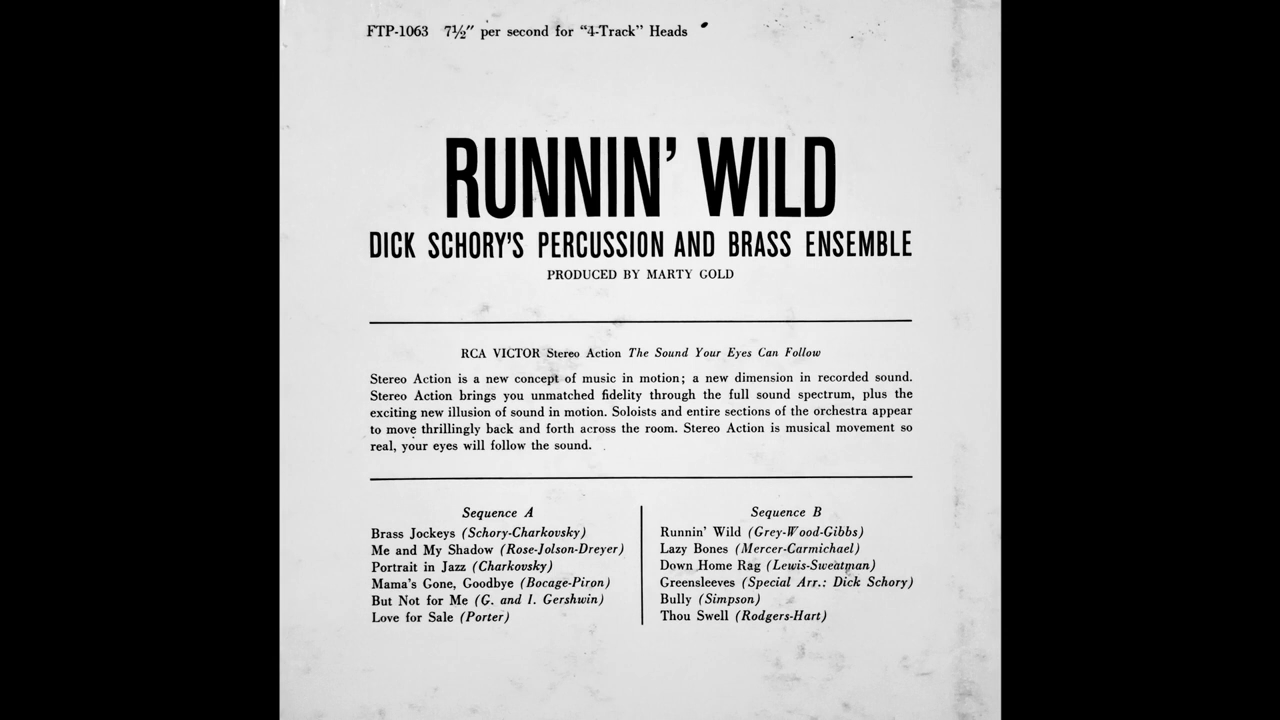 FTP-1063 7½″ per second for “4-Track” Heads
RUNNIN’ WILD
DICK SCHORY’S PERCUSSION AND BRASS ENSEMBLE
PRODUCED BY MARTY GOLD
RCA VICTOR Stereo Action The Sound Your Eyes Can Follow
Stereo Action is a new concept of music in motion; a new dimension in recorded sound.
Stereo Action brings you unmatched fidelity through the full sound spectrum, plus the
exciting new illusion of sound in motion. Soloists and entire sections of the orchestra appear
to move thrillingly back and forth across the room. Stereo Action is musical movement so
real, your eyes will follow the sound.
Sequence A
Brass Jockeys (Schory-Charkovsky)
Me and My Shadow (Rose-Jolson-Dreyer)
Portrait in Jazz (Charkovsky)
Mama’s Gone, Goodbye (Bocage-Piron)
But Not for Me (G. and I. Gershwin)
Love for Sale (Porter)
Sequence B
Runnin’ Wild (Grey-Wood-Gibbs)
Lazy Bones (Mercer-Carmichael)
Down Home Rag (Lewis-Sweatman)
Greensleeves (Special Arr.: Dick Schory)
Bully (Simpson)
Thou Swell (Rodgers-Hart)